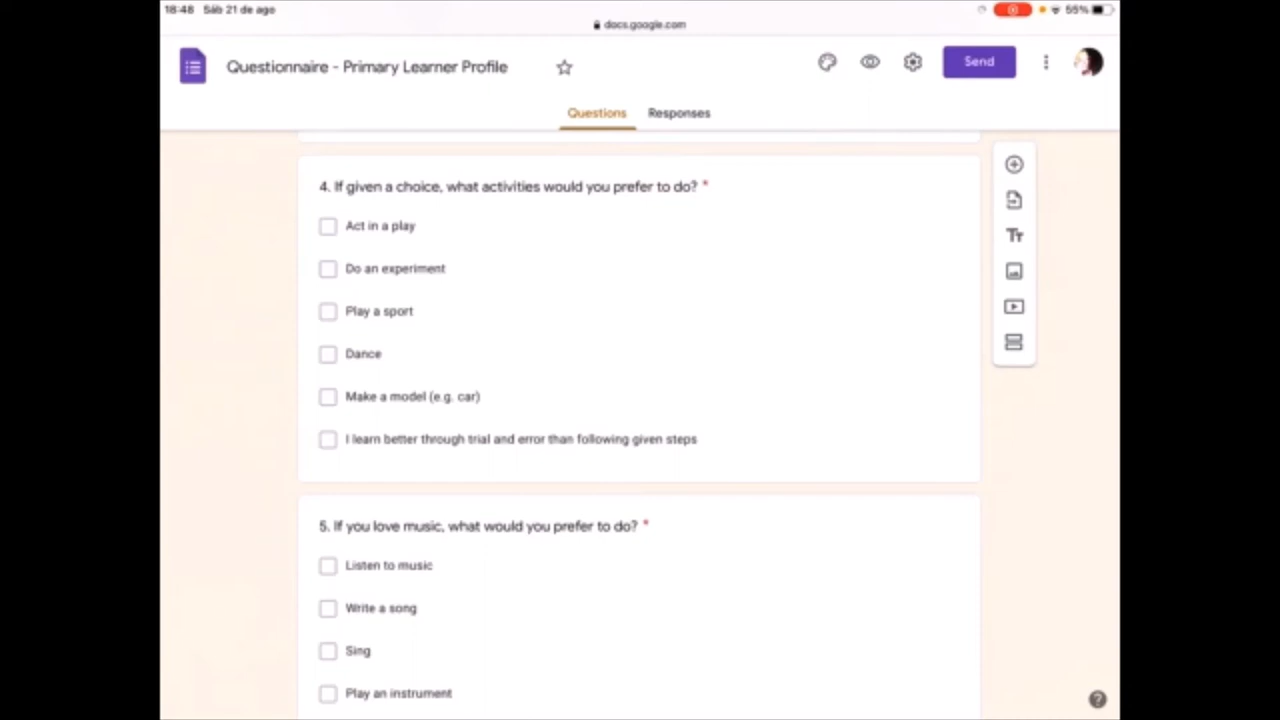 18:48 Sáb 21 de ago
55%
docs.google.com
Questionnaire - Primary Learner Profile
Send
Questions Responses
4. If given a choice, what activities would you prefer to do? *
Act in a play
Do an experiment
Play a sport
Dance
Make a model (e.g. car)
I learn better through trial and error than following given steps
5. If you love music, what would you prefer to do? *
Listen to music
Write a song
Sing
Play an instrument